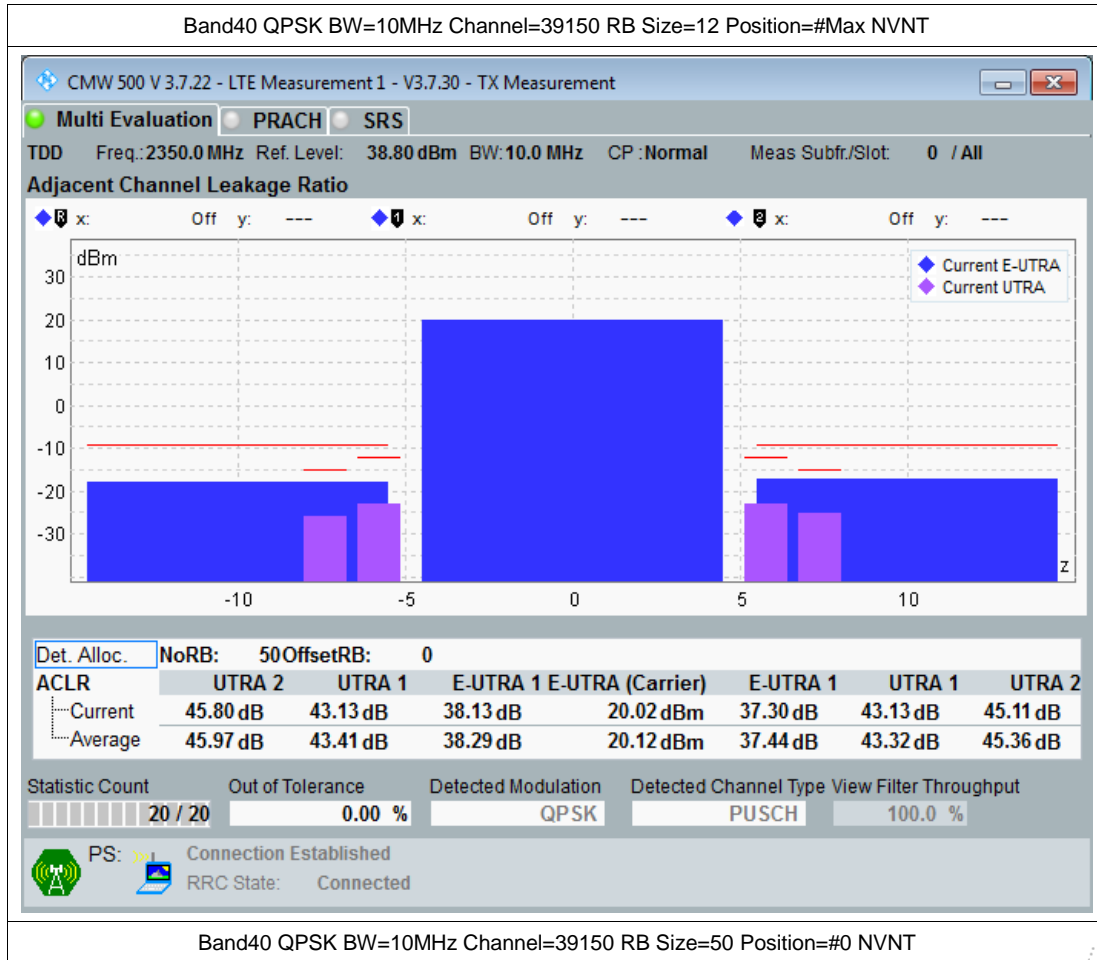 Band40 QPSK BW=10MHz Channel=39150 RB Size=12 Position=#Max NVNT
CMW 500 V 3.7.22 - LTE Measurement 1 - V3.7.30 - TX Measurement
Multi Evaluation PRACH SRS
TDD Freq.:2350.0 MHz Ref. Level: 38.80 dBm BW:10.0 MHz CP :Normal Meas Subfr./Slot: 0 / All
Adjacent Channel Leakage Ratio
R x: Off y: --- 1 x: Off y: --- 2 x: Off y: ---
dBm
Current E-UTRA
Current UTRA
30
20
10
0
-10
-20
-30
z
-10 -5 0 5 10
Det. Alloc. NoRB: 50 OffsetRB: 0
ACLR UTRA 2 UTRA 1 E-UTRA 1 E-UTRA (Carrier) E-UTRA 1 UTRA 1 UTRA 2
Current 45.80 dB 43.13 dB 38.13 dB 20.02 dBm 37.30 dB 43.13 dB 45.11 dB
Average 45.97 dB 43.41 dB 38.29 dB 20.12 dBm 37.44 dB 43.32 dB 45.36 dB
Statistic Count Out of Tolerance Detected Modulation Detected Channel Type View Filter Throughput
20 / 20 0.00 % QPSK PUSCH 100.0 %
PS: Connection Established
RRC State: Connected
Band40 QPSK BW=10MHz Channel=39150 RB Size=50 Position=#0 NVNT